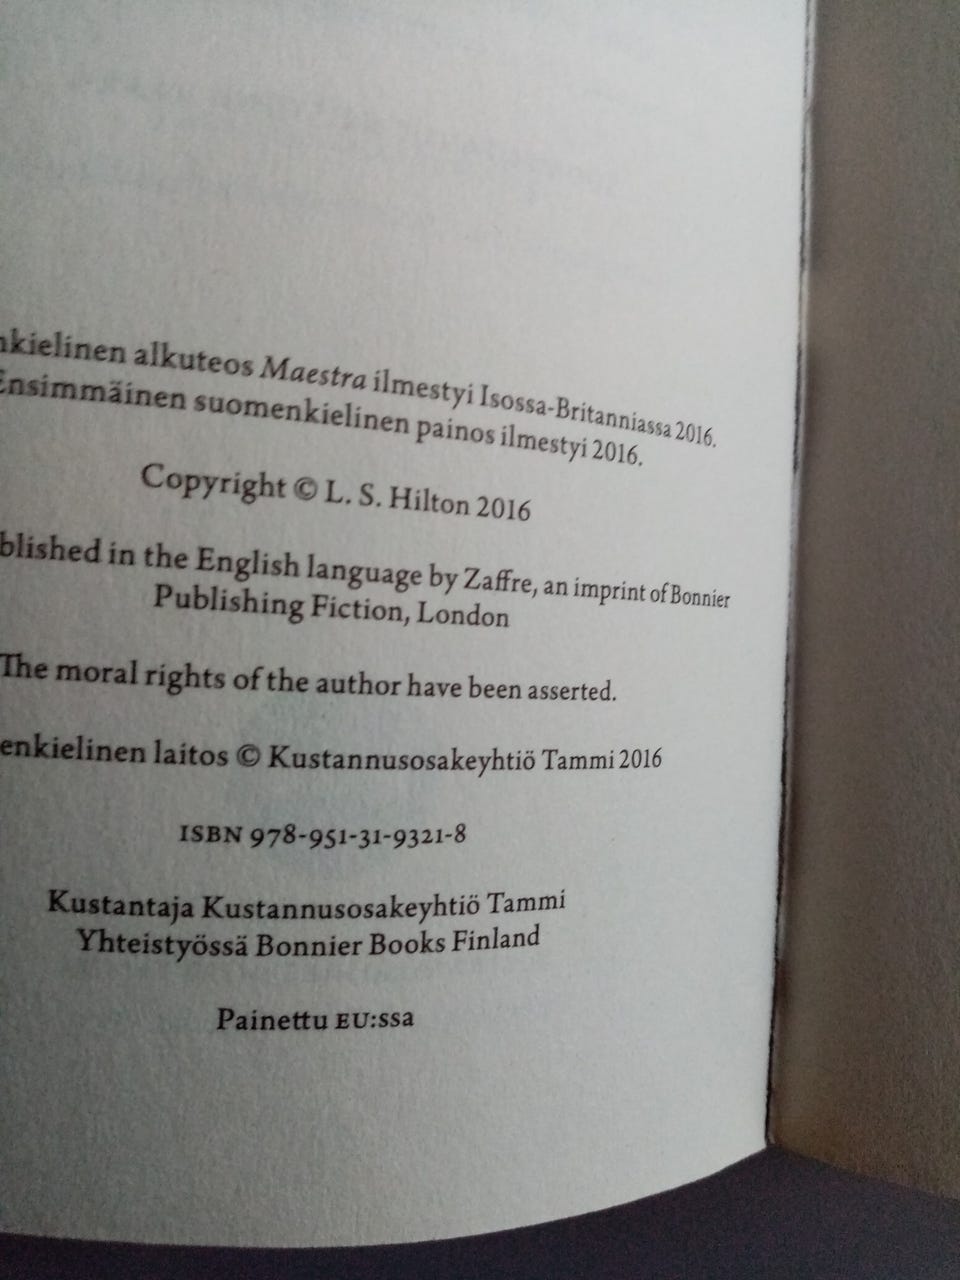 nkielinen alkuteos Maestra ilmestyi Isossa-Britanniassa 2016.
Ensimmäinen suomenkielinen painos ilmestyi 2016.
Copyright © L. S. Hilton 2016
blished in the English language by Zaffre, an imprint of Bonnier
Publishing Fiction, London
The moral rights of the author have been asserted.
enkielinen laitos © Kustannusosakeyhtiö Tammi 2016
ISBN 978-951-31-9321-8
Kustantaja Kustannusosakeyhtiö Tammi
Yhteistyössä Bonnier Books Finland
Painettu EU:ssa